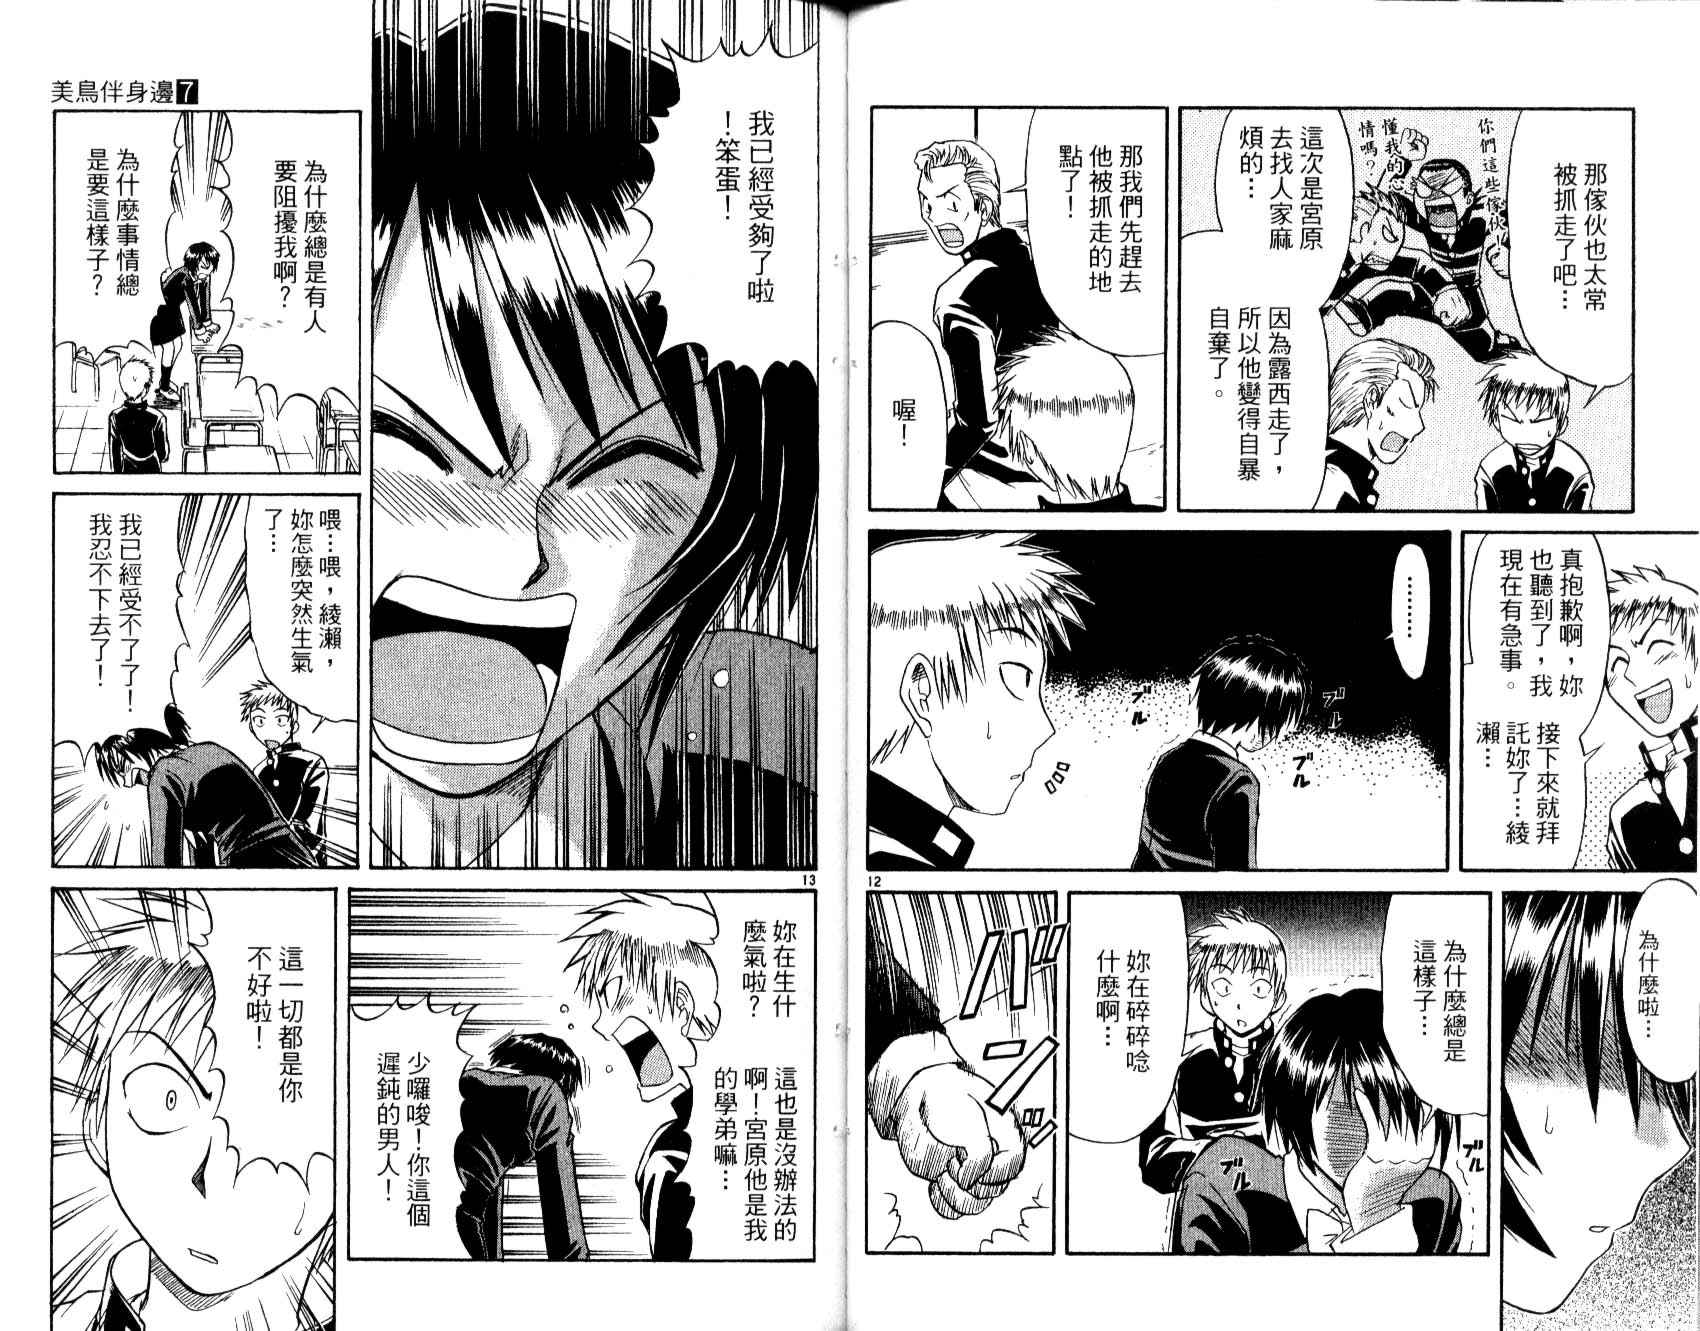 那傢伙也太常
被抓走了吧…
你們這些傢伙！
懂我的心
情嗎？
這次是宮原
去找人家麻
煩的…
因為露西走了，
所以他變得自暴
自棄了。
那我們先趕去
他被抓走的地
點了！
喔！
真抱歉啊，妳
也聽到了，我
現在有急事。
接下來就拜
託妳了…綾
瀨…
………
ブル
ブル
ブル
為什麼啦…
為什麼總是
這樣子…
妳在碎碎唸
什麼啊…
ブル
ブル
12
美鳥伴身邊7
我已經受夠了啦
！笨蛋！
為什麼總是有人
要阻擾我啊？
為什麼事情總
是要這樣子？
喂…喂，綾瀨，
妳怎麼突然生氣
了…
我已經受不了了！
我忍不下去了！
13
妳在生什
麼氣啦？
這也是沒辦法的
啊！宮原他是我
的學弟嘛…
少囉唆！你這個
遲鈍的男人！
這一切都是你
不好啦！